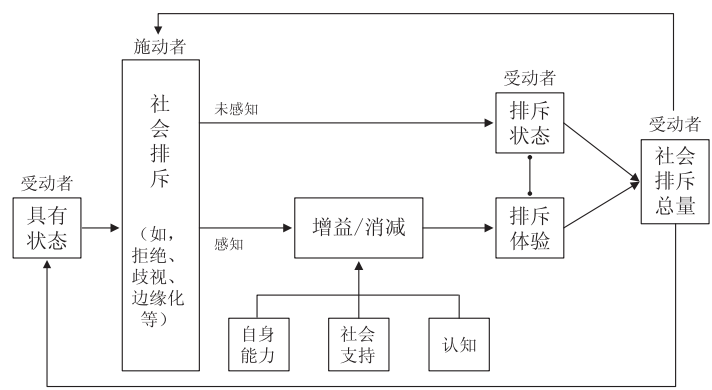 施动者
社
会
排
斥
（如，
拒绝、
歧视、
边缘化
等）
受动者
具有
状态
未感知
感知
增益/消减
自身
能力
社会
支持
认知
受动者
排斥
状态
排斥
体验
受动者
社会
排斥
总量